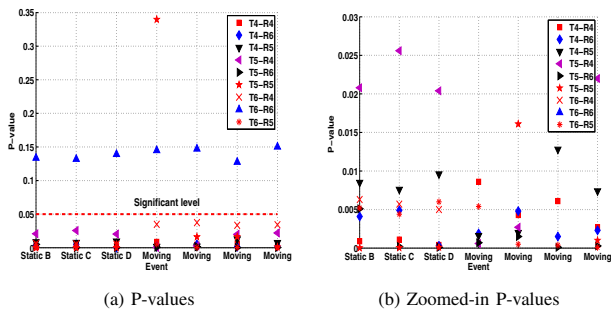 0.35
0.3
0.25
0.2
0.15
0.1
0.05
0
P-value
T4-R4
T4-R6
T4-R5
T5-R4
T5-R6
T5-R5
T6-R4
T6-R6
T6-R5
Significant level
Static B Static C Static D Moving Moving Moving Moving
Event
(a) P-values
0.03
0.025
0.02
0.015
0.01
0.005
0
P-value
T4-R4
T4-R6
T4-R5
T5-R4
T5-R6
T5-R5
T6-R4
T6-R6
T6-R5
Static B Static C Static D Moving Moving Moving Moving
Event
(b) Zoomed-in P-values